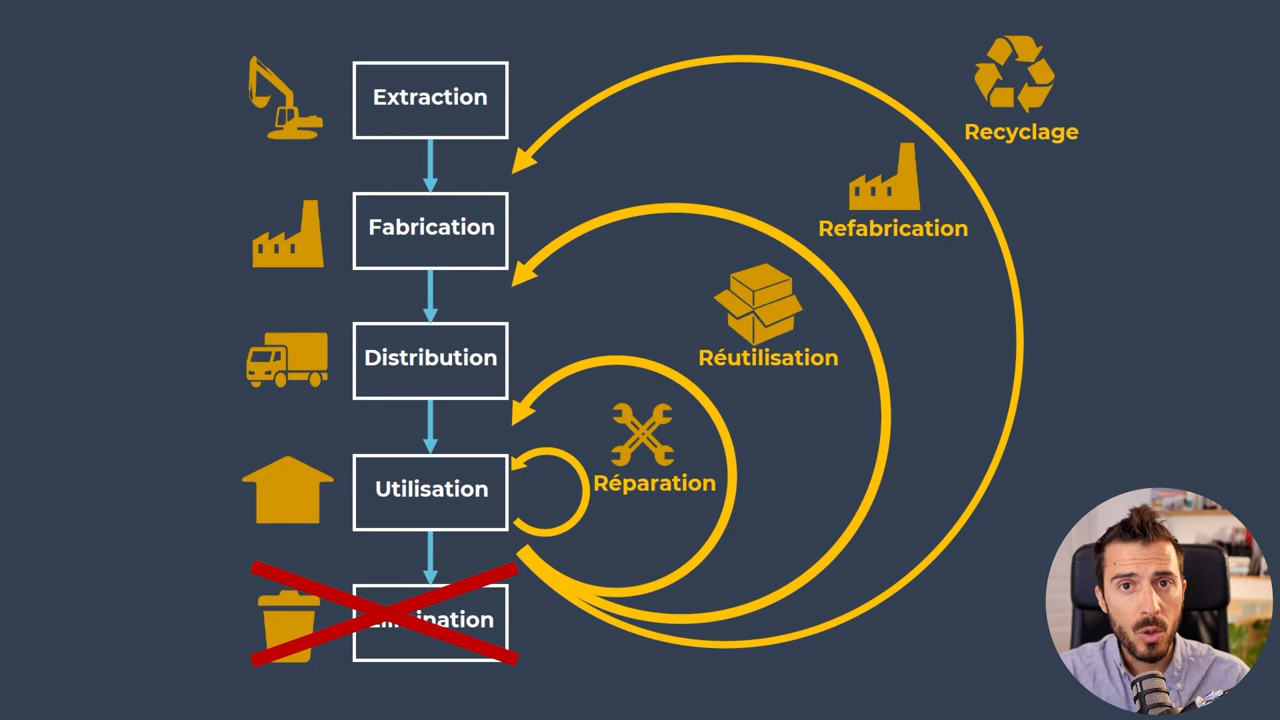 Extraction
Recyclage
Fabrication
Refabrication
Distribution
Réutilisation
Utilisation
Réparation